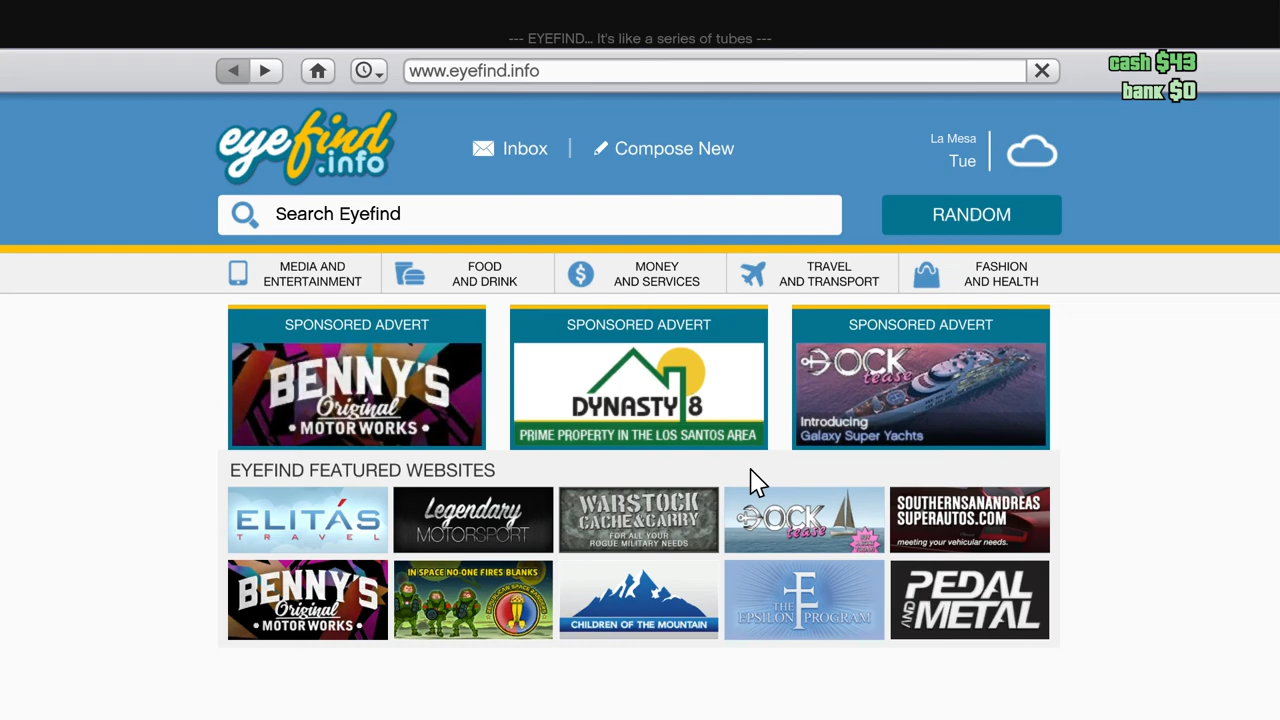 --- EYEFIND... It's like a series of tubes ---
www.eyefind.info
cash $43
bank $0
eyefind.info
Inbox
Compose New
La Mesa
Tue
Search Eyefind
RANDOM
MEDIA AND
ENTERTAINMENT
FOOD
AND DRINK
MONEY
AND SERVICES
TRAVEL
AND TRANSPORT
FASHION
AND HEALTH
SPONSORED ADVERT
BENNY'S
Original
• MOTOR WORKS •
SPONSORED ADVERT
DYNASTY 8
PRIME PROPERTY IN THE LOS SANTOS AREA
SPONSORED ADVERT
DOCK
tease
Introducing
Galaxy Super Yachts
EYEFIND FEATURED WEBSITES
ELITÁS
TRAVEL
Legendary
MOTORSPORT
WARSTOCK
CACHE&CARRY
FOR ALL YOUR
ROGUE MILITARY NEEDS
DOCK
tease
SOUTHERNSANANDREAS
SUPERAUTOS.COM
meeting your vehicular needs.
BENNY'S
Original
• MOTOR WORKS •
IN SPACE NO-ONE FIRES BLANKS
CHILDREN OF THE MOUNTAIN
THE
EPSILON PROGRAM
PEDAL
AND METAL